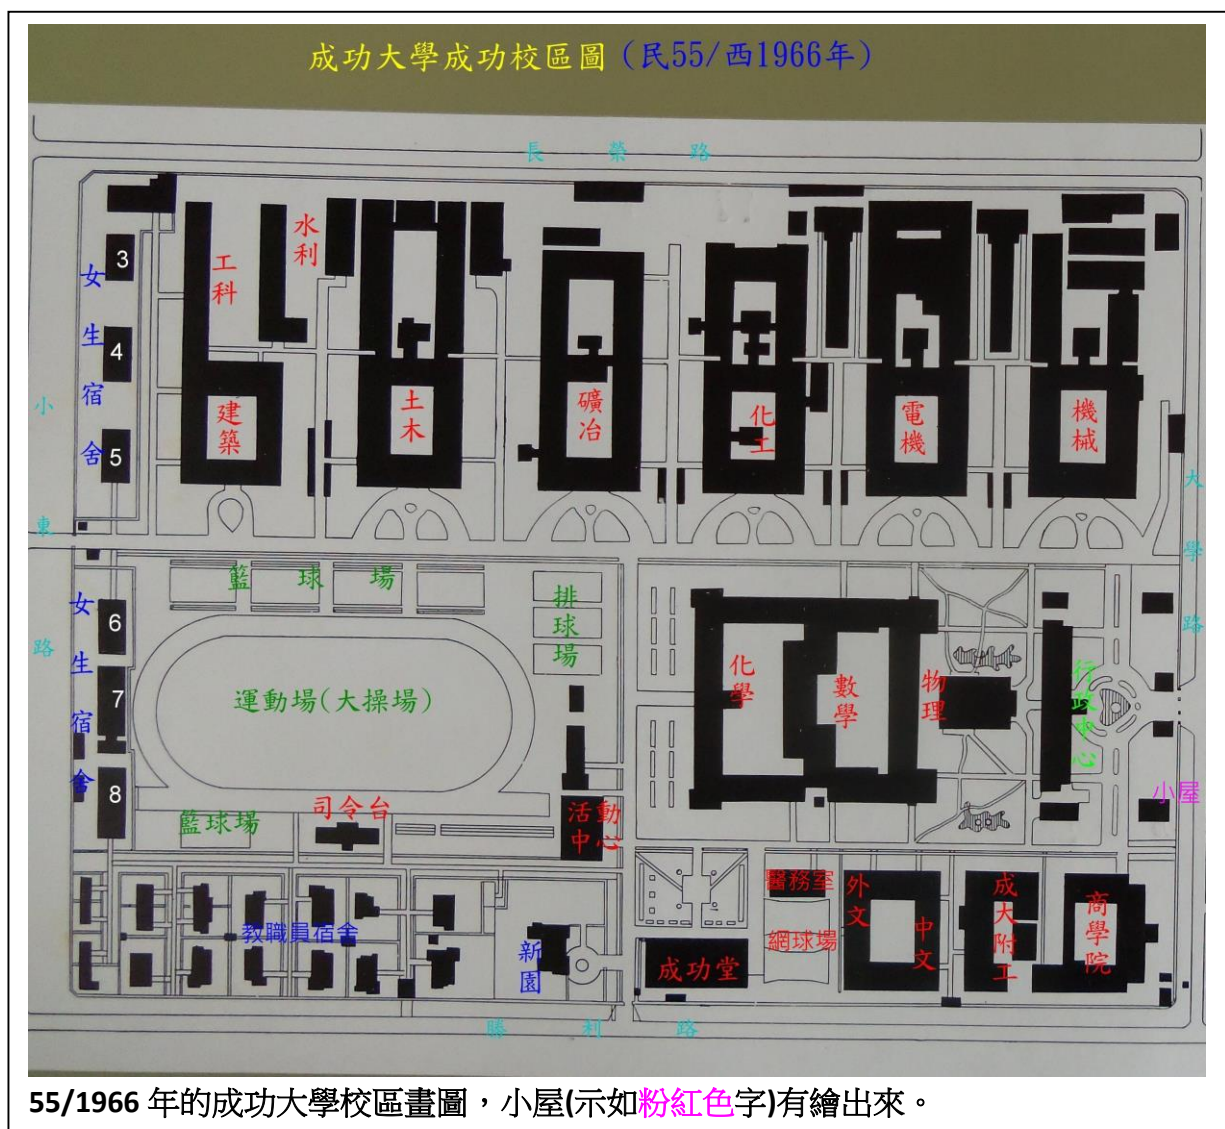 成功大學成功校區圖(民55/西1966年)
長榮路
水利
工科
3
女生宿舍
4
5
建築
土木
礦冶
化工
電機
機械
小東路
大學路
籃球場
排球場
女生宿舍
6
7
8
運動場(大操場)
化學
數學
物理
行政中心
小屋
籃球場
司令台
活動中心
教職員宿舍
新園
醫務室
外文
網球場
中文
成大附工
商學院
成功堂
勝利路
55/1966 年的成功大學校區畫圖，小屋(示如粉紅色字)有繪出來。